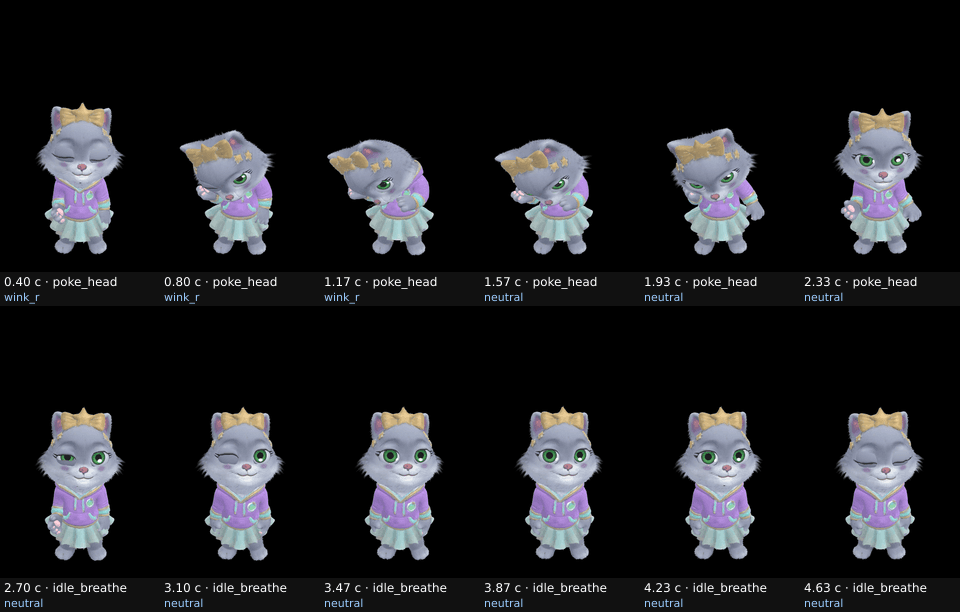 0.40 с · poke_head
wink_r
0.80 с · poke_head
wink_r
1.17 с · poke_head
wink_r
1.57 с · poke_head
neutral
1.93 с · poke_head
neutral
2.33 с · poke_head
neutral
2.70 с · idle_breathe
neutral
3.10 с · idle_breathe
neutral
3.47 с · idle_breathe
neutral
3.87 с · idle_breathe
neutral
4.23 с · idle_breathe
neutral
4.63 с · idle_breathe
neutral